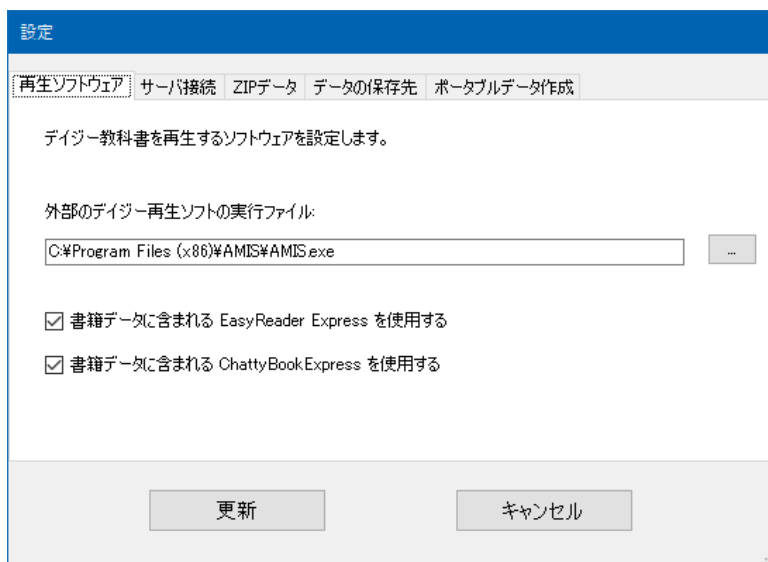 設定
再生ソフトウェア サーバ接続 ZIPデータ データの保存先 ポータブルデータ作成
デイジー教科書を再生するソフトウェアを設定します。
外部のデイジー再生ソフトの実行ファイル:
C:¥Program Files (x86)¥AMIS¥AMIS.exe ...
書籍データに含まれる EasyReader Express を使用する
書籍データに含まれる ChattyBookExpress を使用する
更新 キャンセル